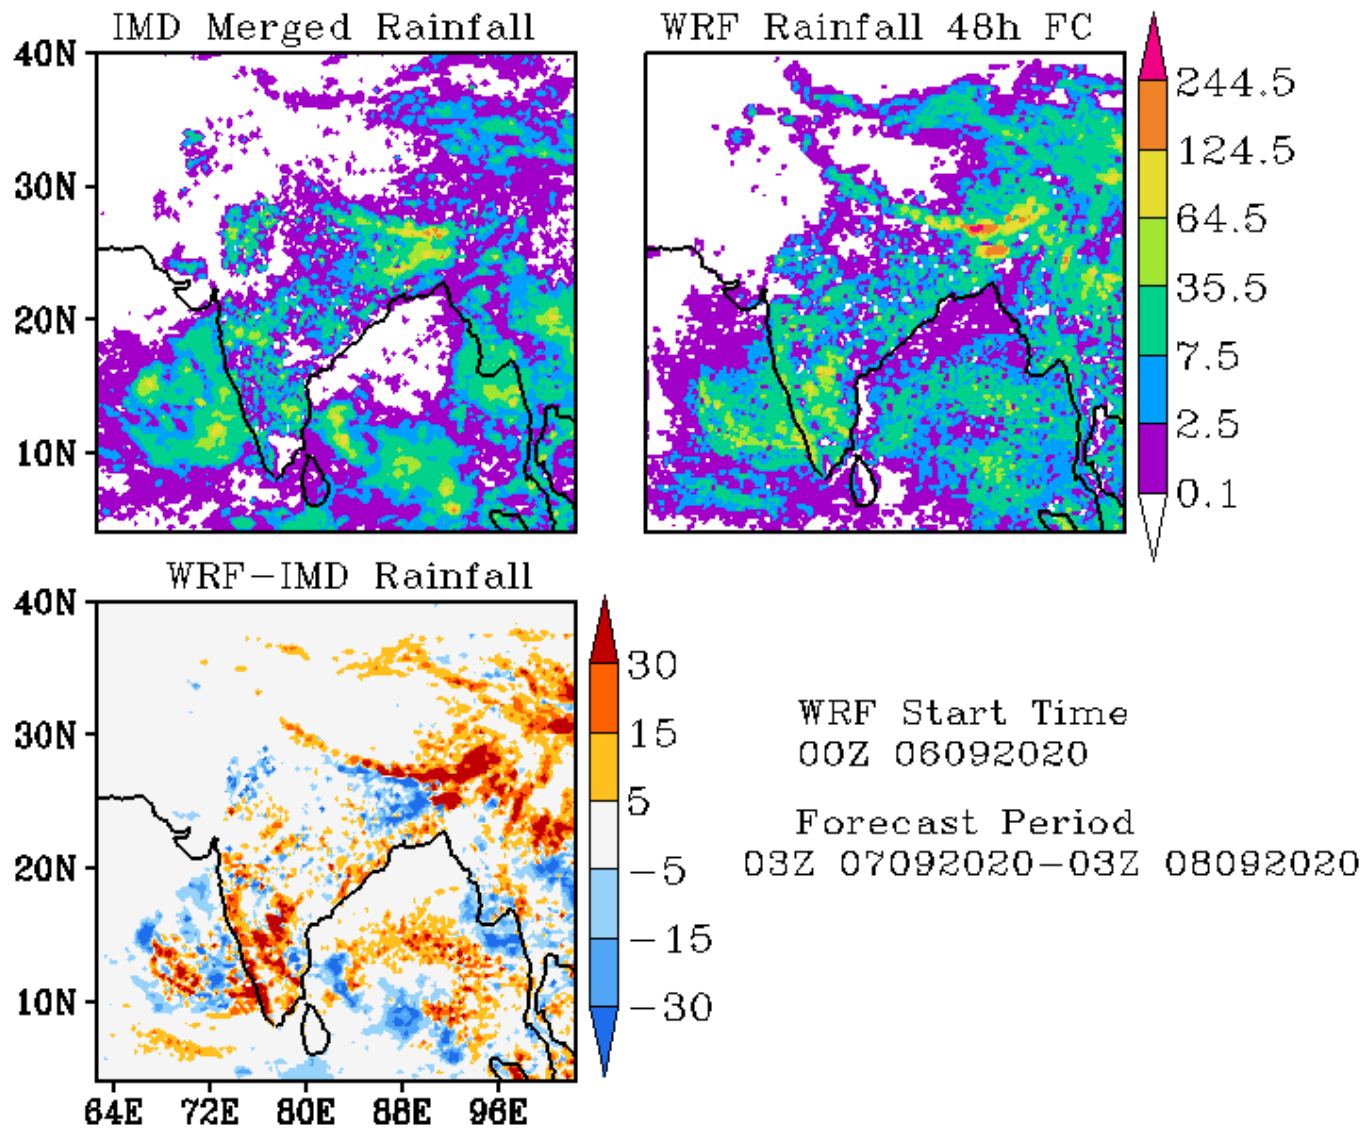 IMD Merged Rainfall
WRF Rainfall 48h FC
40N
30N
20N
10N
244.5
124.5
64.5
35.5
7.5
2.5
0.1
WRF-IMD Rainfall
40N
30N
20N
10N
64E 72E 80E 88E 96E
30
15
5
-5
-15
-30
WRF Start Time
00Z 06092020
Forecast Period
03Z 07092020-03Z 08092020